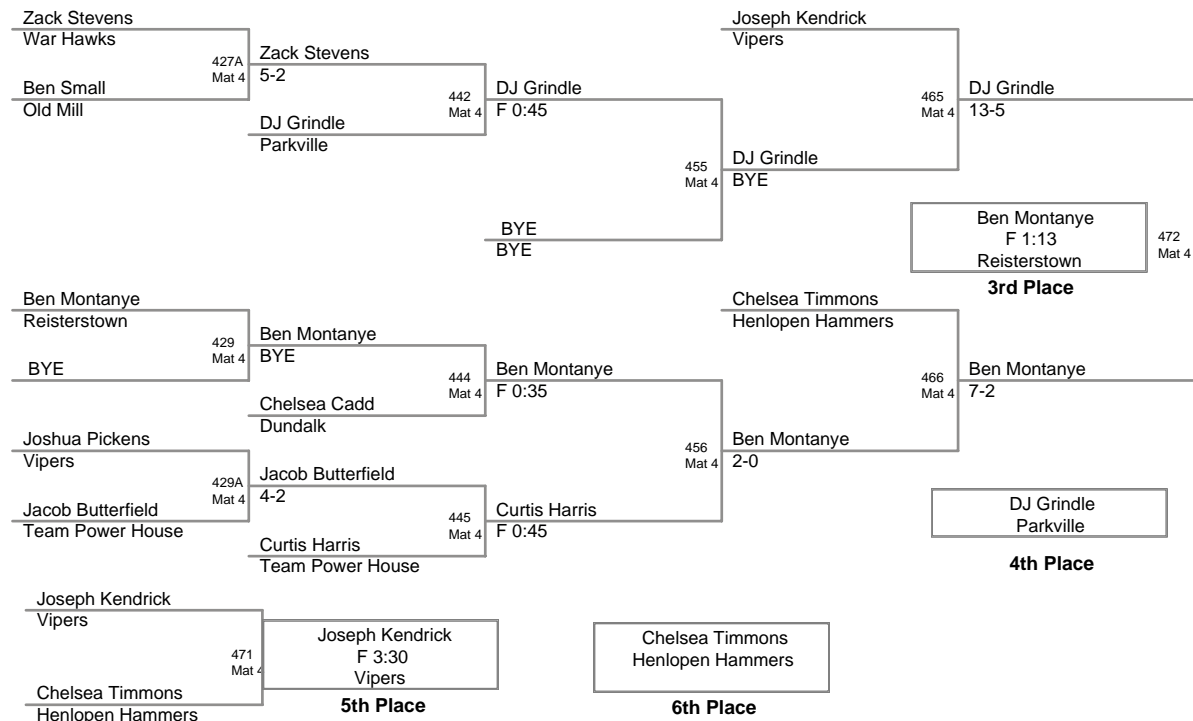 Zack Stevens
War Hawks
427A
Mat 4
Ben Small
Old Mill
Zack Stevens
5-2
DJ Grindle
Parkville
442
Mat 4
DJ Grindle
F 0:45
BYE
BYE
455
Mat 4
Joseph Kendrick
Vipers
DJ Grindle
BYE
465
Mat 4
DJ Grindle
13-5
Ben Montanye
F 1:13
Reisterstown
472
Mat 4
3rd Place
Ben Montanye
Reisterstown
429
Mat 4
BYE
Ben Montanye
BYE
Chelsea Cadd
Dundalk
444
Mat 4
Ben Montanye
F 0:35
Joshua Pickens
Vipers
429A
Mat 4
Jacob Butterfield
Team Power House
Jacob Butterfield
4-2
Curtis Harris
Team Power House
445
Mat 4
Curtis Harris
F 0:45
456
Mat 4
Chelsea Timmons
Henlopen Hammers
Ben Montanye
2-0
466
Mat 4
Ben Montanye
7-2
DJ Grindle
Parkville
4th Place
Joseph Kendrick
Vipers
471
Mat 4
Chelsea Timmons
Henlopen Hammers
Joseph Kendrick
F 3:30
Vipers
5th Place
Chelsea Timmons
Henlopen Hammers
6th Place